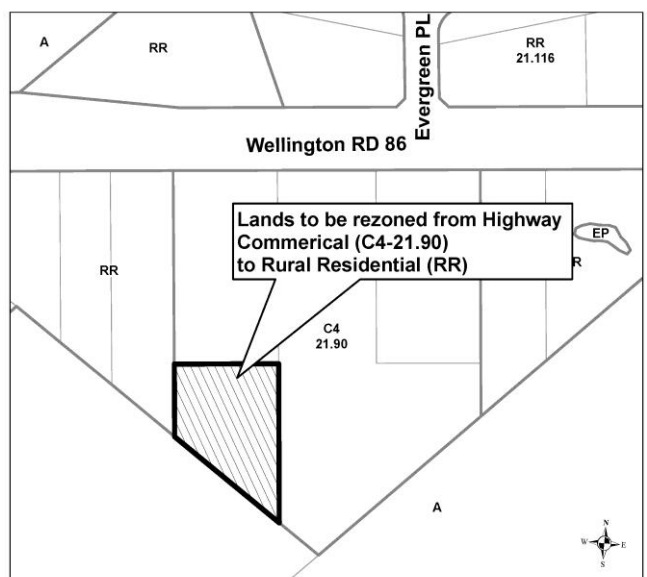 A
RR
RR
21.116
Evergreen PL
Wellington RD 86
Lands to be rezoned from Highway
Commerical (C4-21.90)
to Rural Residential (RR)
EP
RR
R
C4
21.90
A
N
W
E
S